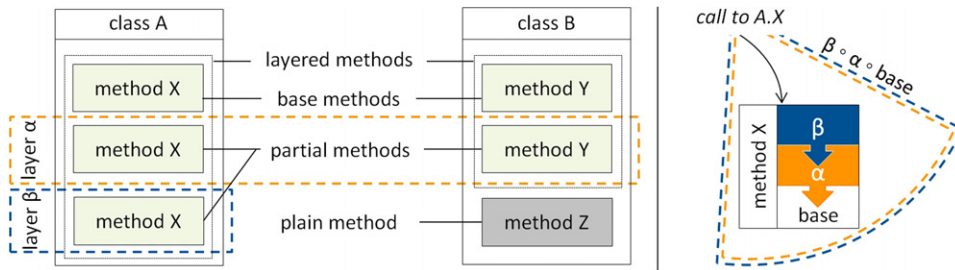 class A
class B
call to A.X
layered methods
method X
method Y
base methods
β ∘ α ∘ base
layer α
method X
partial methods
method Y
layer β
method X
plain method
method Z
method X
β
α
base